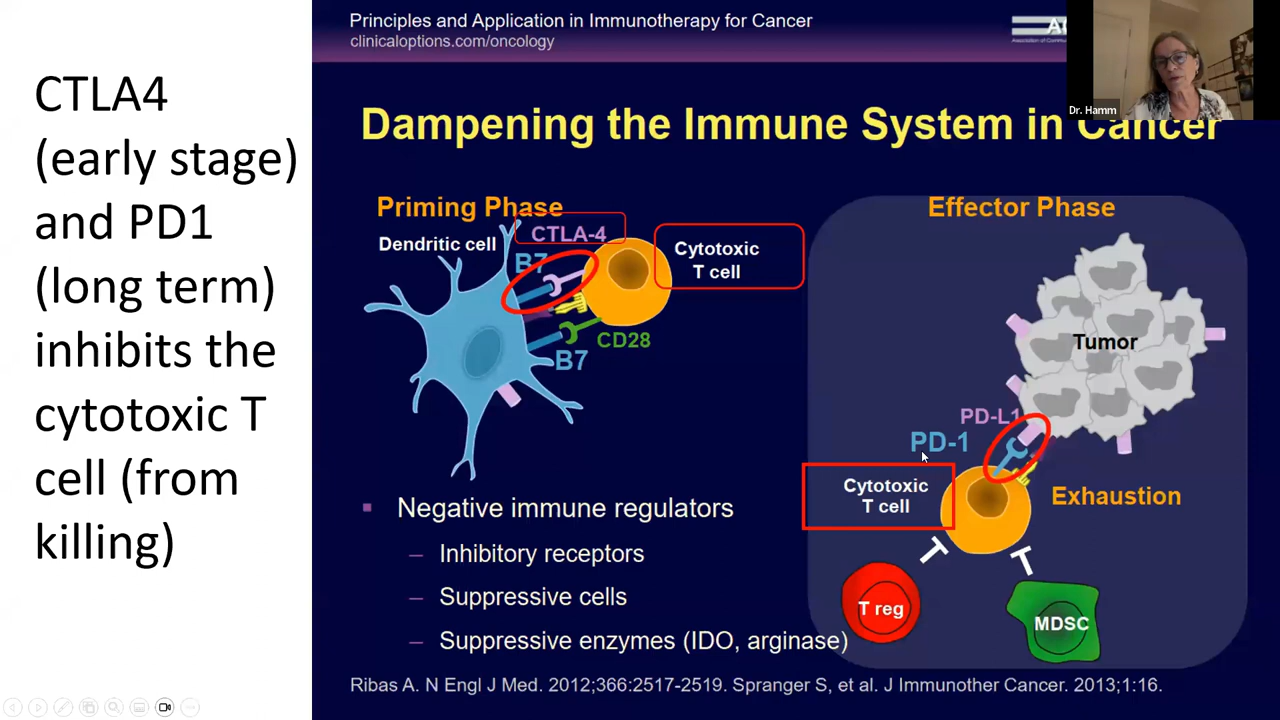 CTLA4
(early stage)
and PD1
(long term)
inhibits the
cytotoxic T
cell (from
killing)
Principles and Application in Immunotherapy for Cancer
clinicaloptions.com/oncology
Dr. Hamm
Dampening the Immune System in Cancer
Priming Phase
CTLA-4
Dendritic cell
B7
Cytotoxic
T cell
CD28
B7
Effector Phase
Tumor
PD-L1
PD-1
Cytotoxic
T cell
Exhaustion
T reg
MDSC
Negative immune regulators
– Inhibitory receptors
– Suppressive cells
– Suppressive enzymes (IDO, arginase)
Ribas A. N Engl J Med. 2012;366:2517-2519. Spranger S, et al. J Immunother Cancer. 2013;1:16.